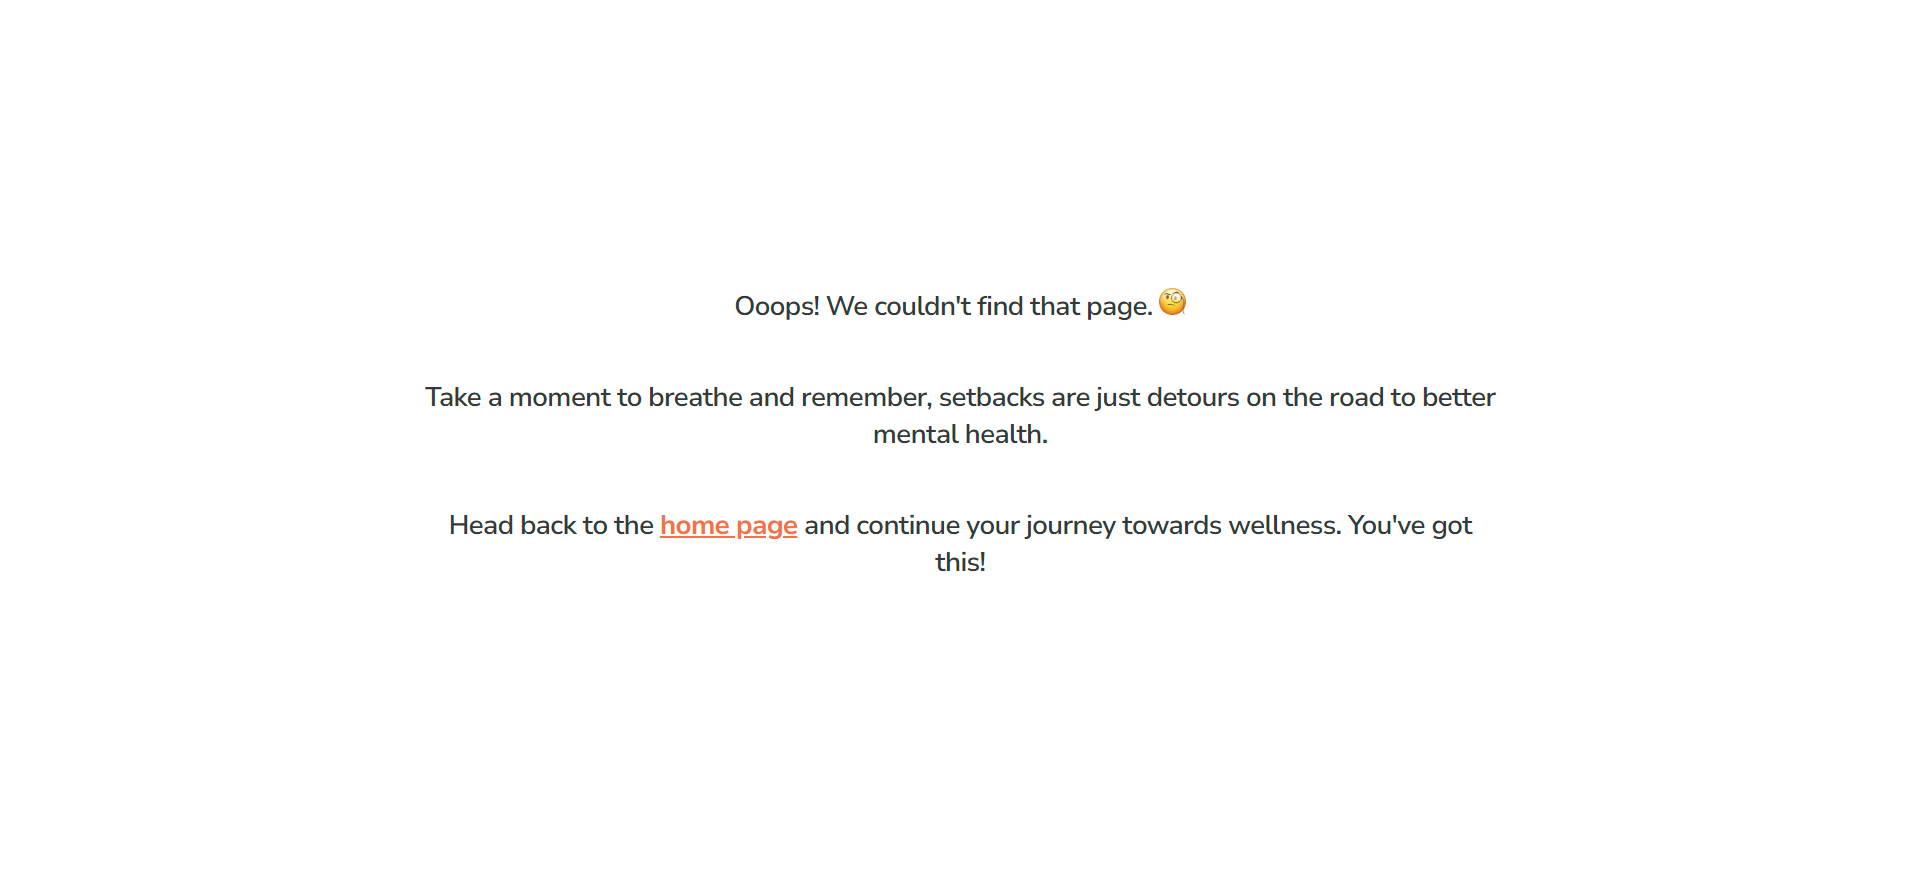 Ooops! We couldn't find that page. 🧐
Take a moment to breathe and remember, setbacks are just detours on the road to better
mental health.
Head back to the home page and continue your journey towards wellness. You've got
this!